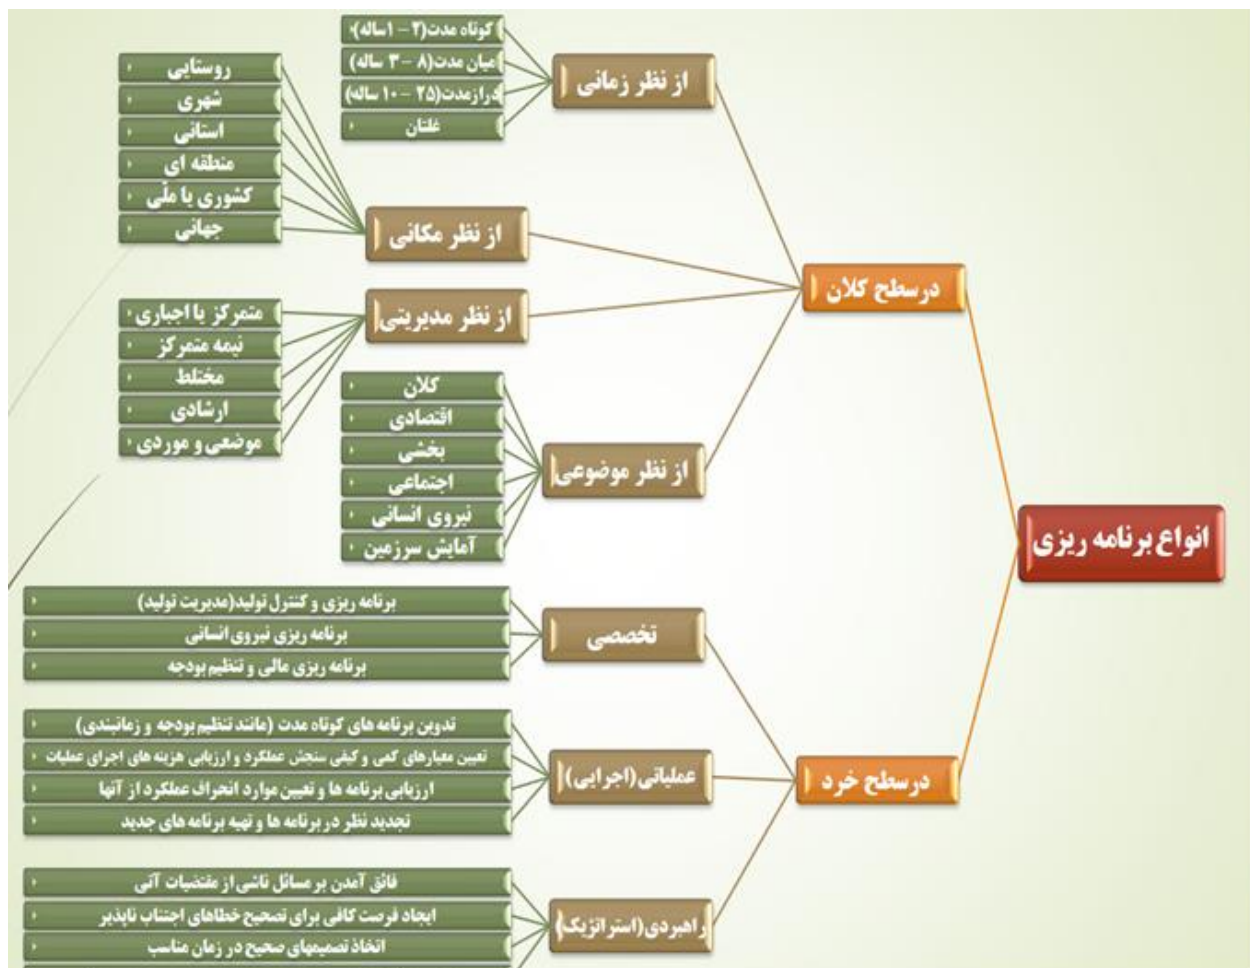 انواع برنامه ریزی
درسطح کلان
از نظر زمانی
کوتاه مدت(۲ – ۱ساله)
میان مدت(۸ – ۳ ساله)
درازمدت(۲۵ – ۱۰ ساله)
غلتان
از نظر مکانی
روستایی
شهری
استانی
منطقه ای
کشوری یا ملّی
جهانی
از نظر مدیریتی
متمرکز یا اجباری
نیمه متمرکز
مختلط
ارشادی
موضعی و موردی
از نظر موضوعی
کلان
اقتصادی
بخشی
اجتماعی
نیروی انسانی
آمایش سرزمین
درسطح خرد
تخصصی
برنامه ریزی و کنترل تولید(مدیریت تولید)
برنامه ریزی نیروی انسانی
برنامه ریزی مالی و تنظیم بودجه
عملیاتی(اجرایی)
تدوین برنامه های کوتاه مدت (مانند تنظیم بودجه و زمانبندی)
تعیین معیارهای کمی و کیفی سنجش عملکرد و ارزیابی هزینه های اجرای عملیات
ارزیابی برنامه ها و تعیین موارد انحراف عملکرد از آنها
تجدید نظر در برنامه ها و تهیه برنامه های جدید
راهبردی(استراتژیک)
فائق آمدن بر مسائل ناشی از مقتضیات آتی
ایجاد فرصت کافی برای تصحیح خطاهای اجتناب ناپذیر
اتخاذ تصمیمهای صحیح در زمان مناسب